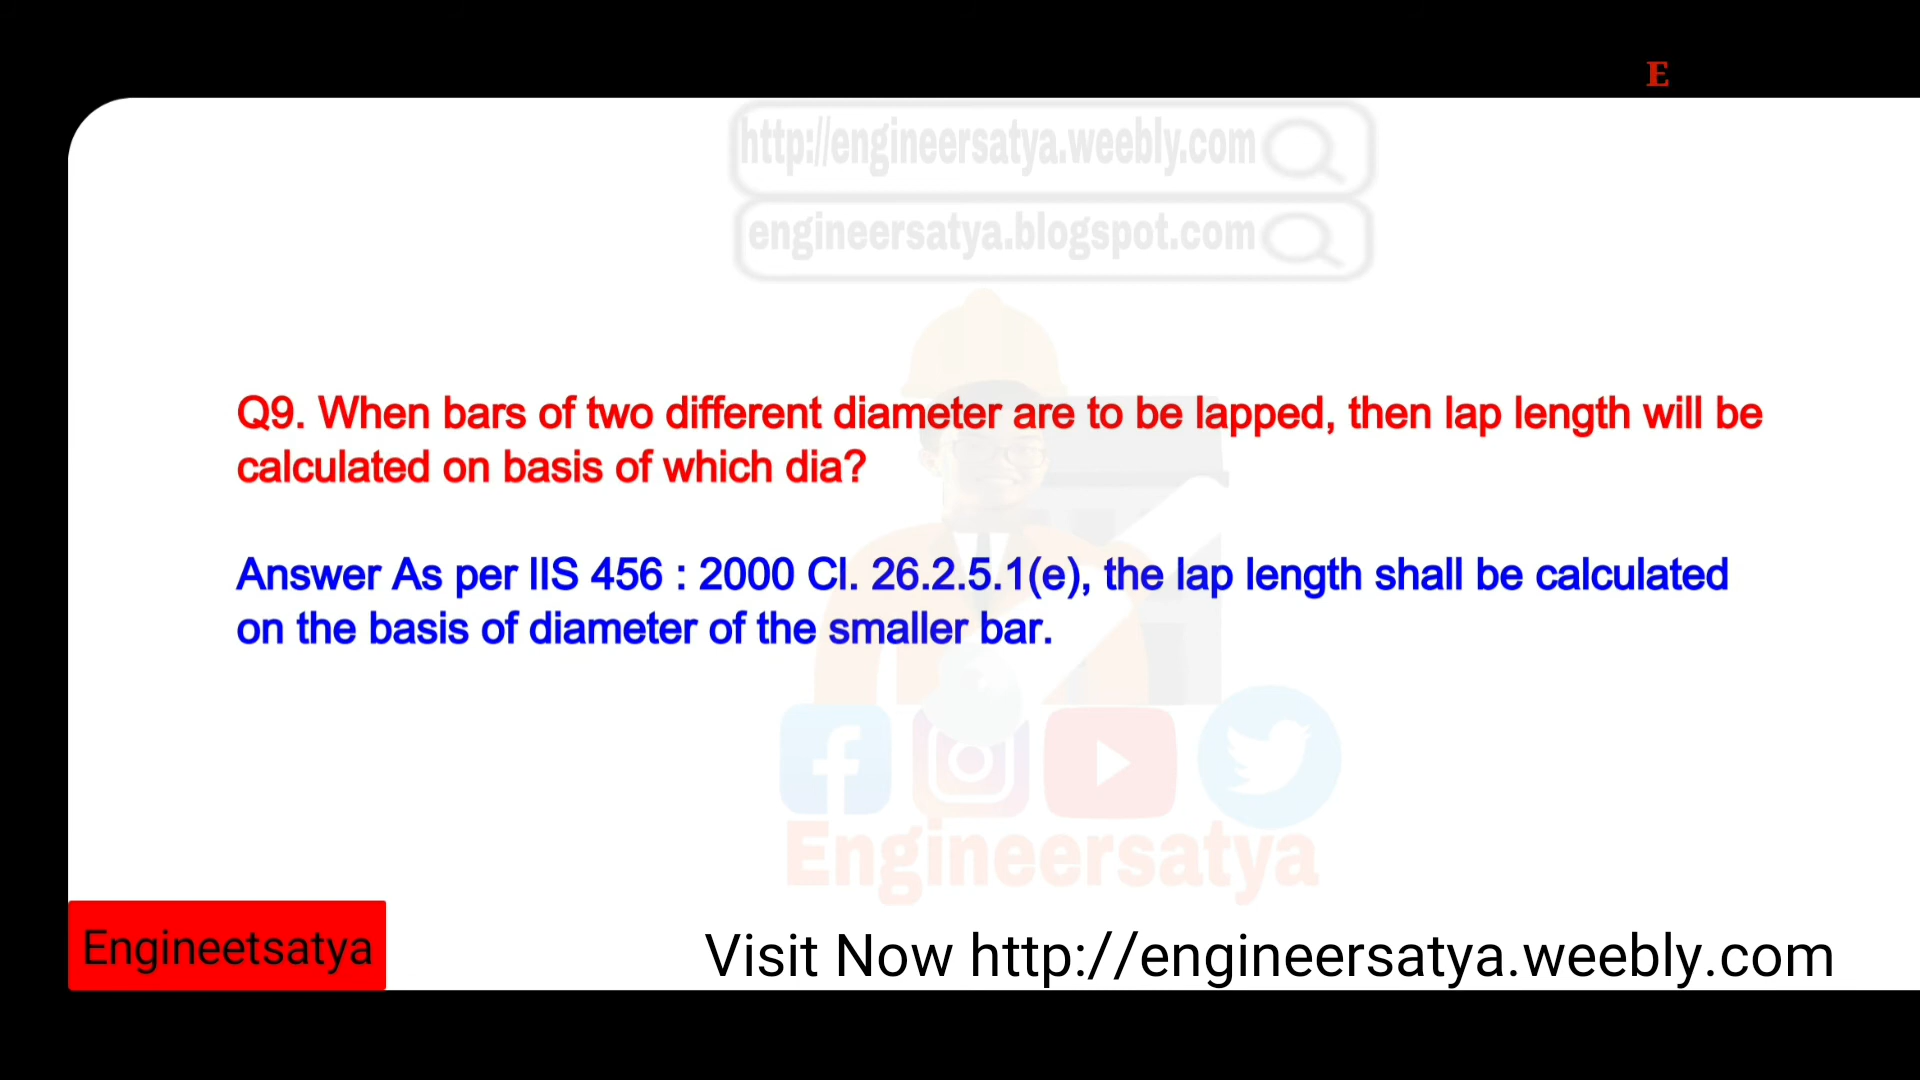 E
http://engineersatya.weebly.com
engineersatya.blogspot.com
Q9. When bars of two different diameter are to be lapped, then lap length will be
calculated on basis of which dia?
Answer As per IIS 456 : 2000 Cl. 26.2.5.1(e), the lap length shall be calculated
on the basis of diameter of the smaller bar.
Engineersatya
Engineetsatya
Visit Now http://engineersatya.weebly.com